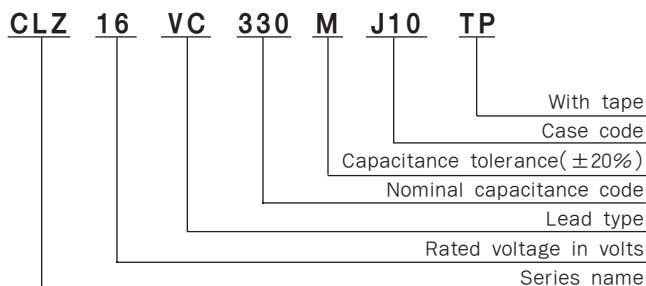 CLZ 16 VC 330 M J10 TP
With tape
Case code
Capacitance tolerance(±20%)
Nominal capacitance code
Lead type
Rated voltage in volts
Series name